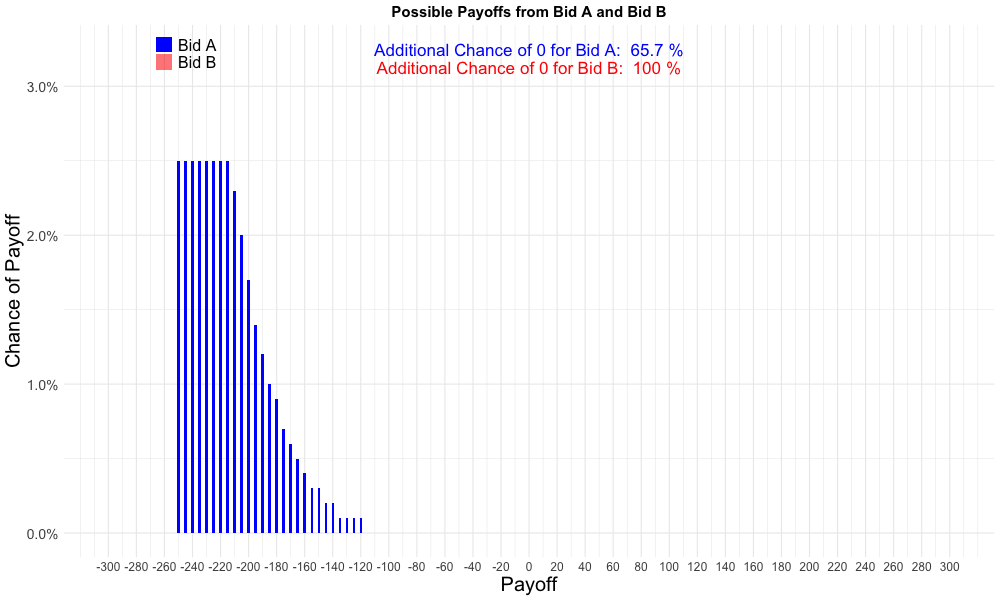 Possible Payoffs from Bid A and Bid B
Bid A
Bid B
Additional Chance of 0 for Bid A:  65.7 %
Additional Chance of 0 for Bid B:  100 %
Chance of Payoff
3.0%
2.0%
1.0%
0.0%
-300 -280 -260 -240 -220 -200 -180 -160 -140 -120 -100 -80 -60 -40 -20 0 20 40 60 80 100 120 140 160 180 200 220 240 260 280 300
Payoff